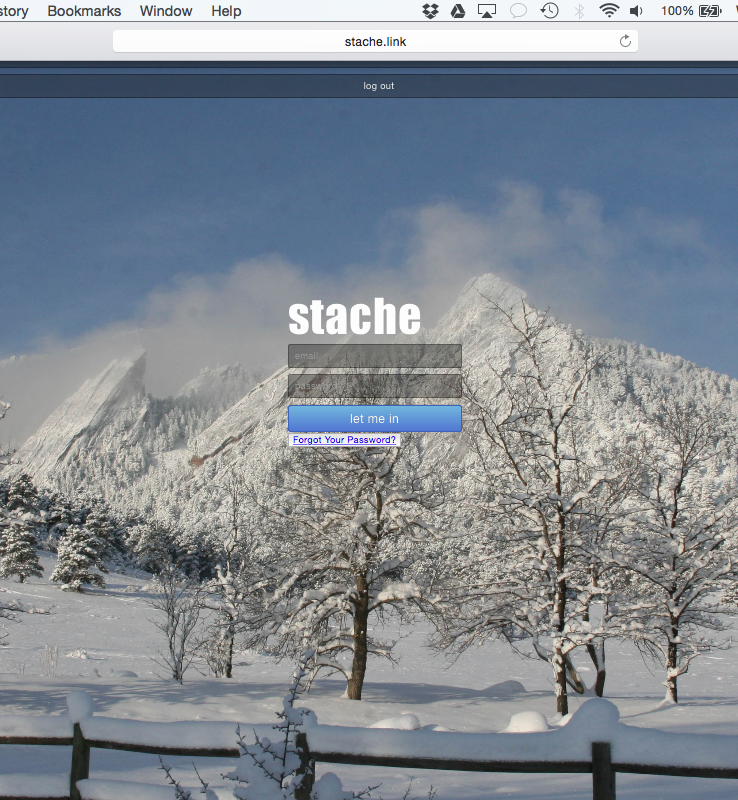 story Bookmarks Window Help 100%
stache.link
log out
stache
email
password
let me in
Forgot Your Password?